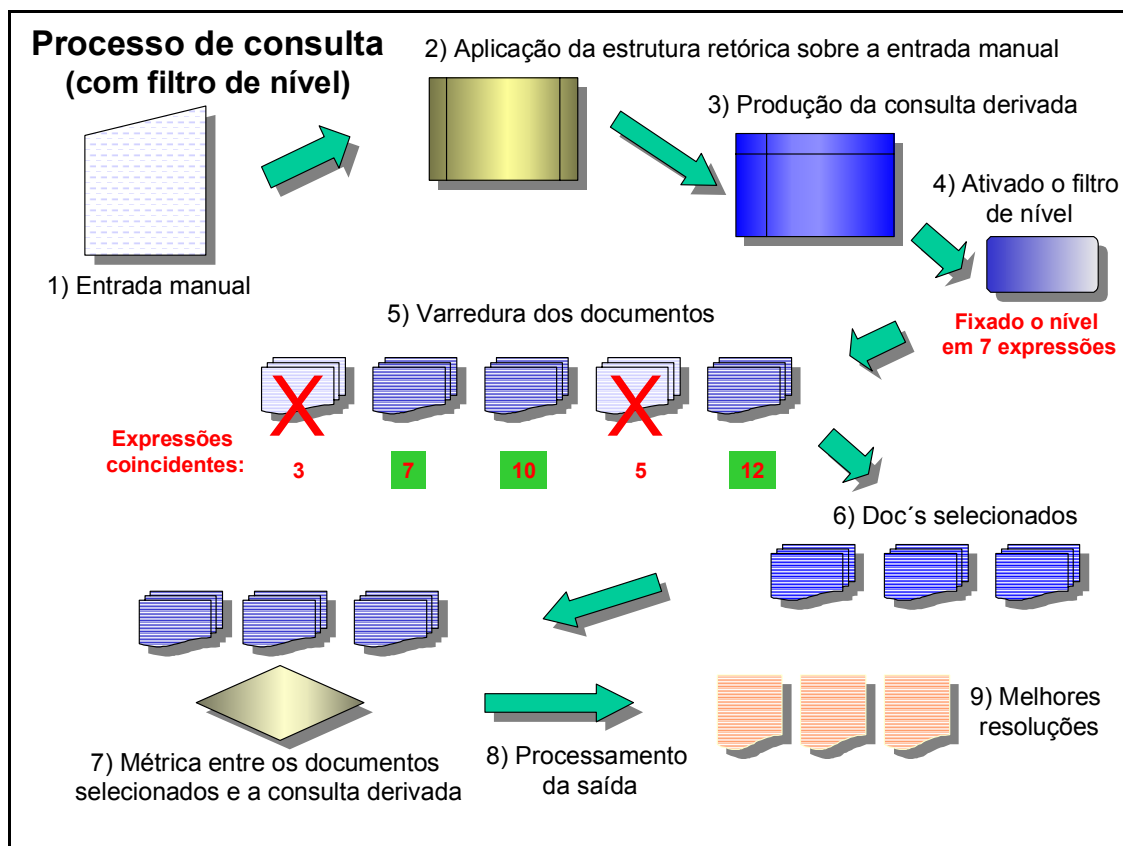 Processo de consulta
(com filtro de nível)
2) Aplicação da estrutura retórica sobre a entrada manual
3) Produção da consulta derivada
4) Ativado o filtro
de nível
1) Entrada manual
Fixado o nível
em 7 expressões
5) Varredura dos documentos
X X
Expressões
coincidentes: 3 7 10 5 12
6) Doc´s selecionados
7) Métrica entre os documentos
selecionados e a consulta derivada
8) Processamento
da saída
9) Melhores
resoluções